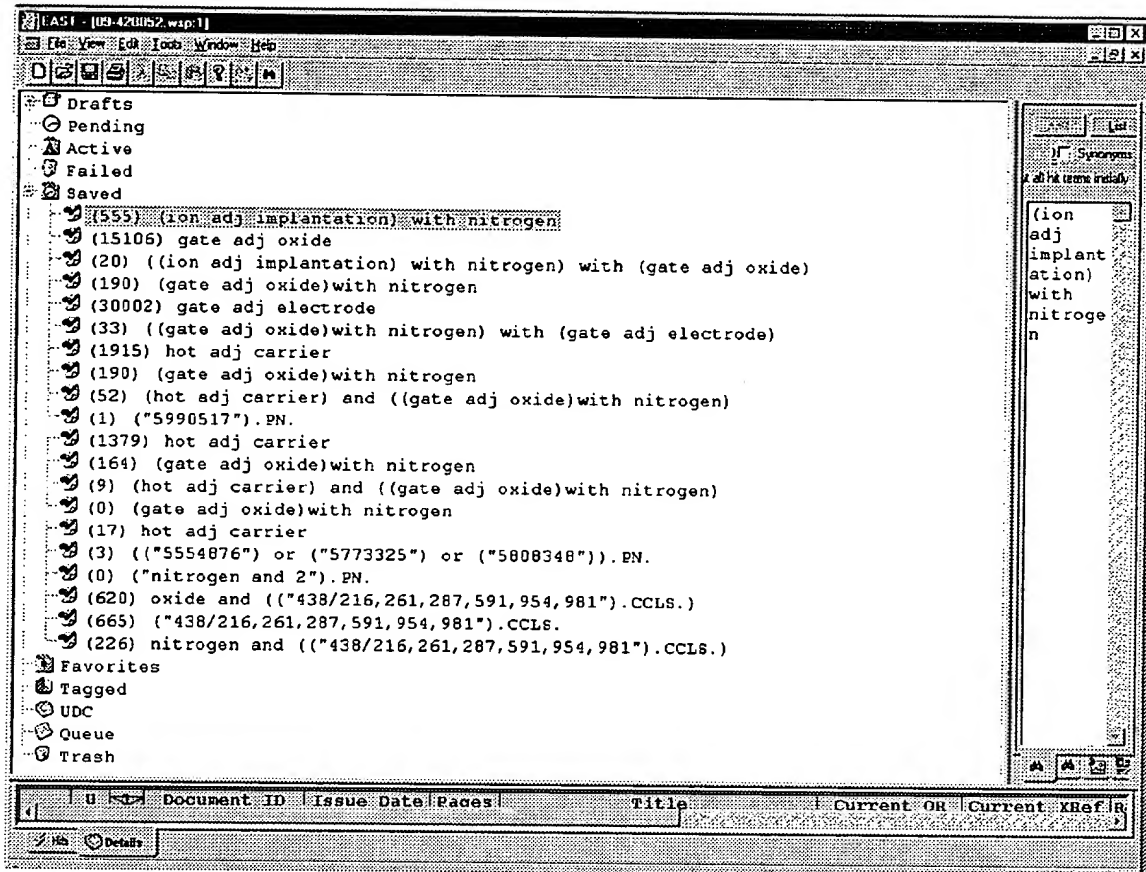 EAST - [09-428052.wsp:1]
File View Edit Tools Window Help
Drafts
Pending
Active
Failed
Saved
(555) (ion adj implantation) with nitrogen
(15106) gate adj oxide
(20) ((ion adj implantation) with nitrogen) with (gate adj oxide)
(190) (gate adj oxide)with nitrogen
(30002) gate adj electrode
(33) ((gate adj oxide)with nitrogen) with (gate adj electrode)
(1915) hot adj carrier
(190) (gate adj oxide)with nitrogen
(52) (hot adj carrier) and ((gate adj oxide)with nitrogen)
(1) ("5990517").PN.
(1379) hot adj carrier
(164) (gate adj oxide)with nitrogen
(9) (hot adj carrier) and ((gate adj oxide)with nitrogen)
(0) (gate adj oxide)with nitrogen
(17) hot adj carrier
(3) (("5554876") or ("5773325") or ("5808348")).PN.
(0) ("nitrogen and 2").PN.
(620) oxide and (("438/216,261,287,591,954,981").CCLS.)
(665) ("438/216,261,287,591,954,981").CCLS.
(226) nitrogen and (("438/216,261,287,591,954,981").CCLS.)
Favorites
Tagged
UDC
Queue
Trash
List
Synonyms
all hit terms initially
(ion
adj
implant
ation)
with
nitroge
n
U Document ID Issue Date Pages Title Current OR Current XRef R
Details